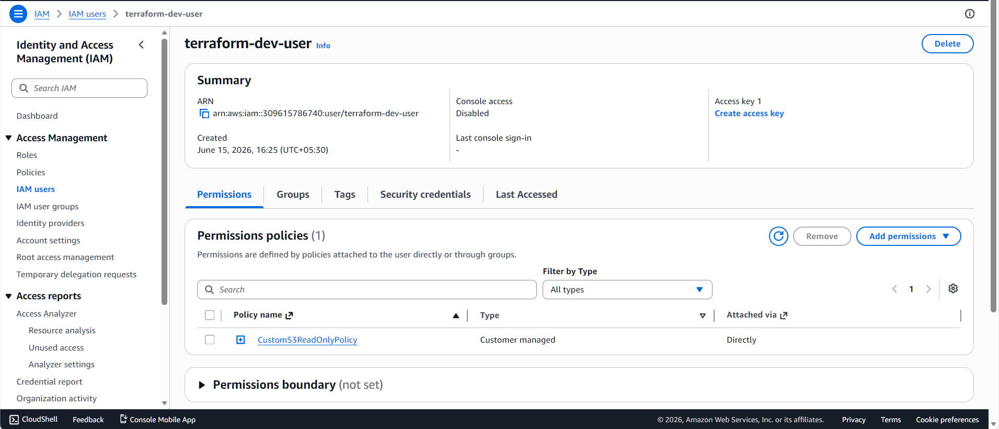 IAM > IAM users > terraform-dev-user
Identity and Access Management (IAM)
Search IAM
Dashboard
Access Management
Roles
Policies
IAM users
IAM user groups
Identity providers
Account settings
Root access management
Temporary delegation requests
Access reports
Access Analyzer
Resource analysis
Unused access
Analyzer settings
Credential report
Organization activity
terraform-dev-user Info
Delete
Summary
ARN
arn:aws:iam::309615786740:user/terraform-dev-user
Created
June 15, 2026, 16:25 (UTC+05:30)
Console access
Disabled
Last console sign-in
-
Access key 1
Create access key
Permissions Groups Tags Security credentials Last Accessed
Permissions policies (1)
Remove Add permissions
Permissions are defined by policies attached to the user directly or through groups.
Filter by Type
Search All types 1
Policy name Type Attached via
CustomS3ReadOnlyPolicy Customer managed Directly
Permissions boundary (not set)
CloudShell Feedback Console Mobile App © 2026, Amazon Web Services, Inc. or its affiliates. Privacy Terms Cookie preferences